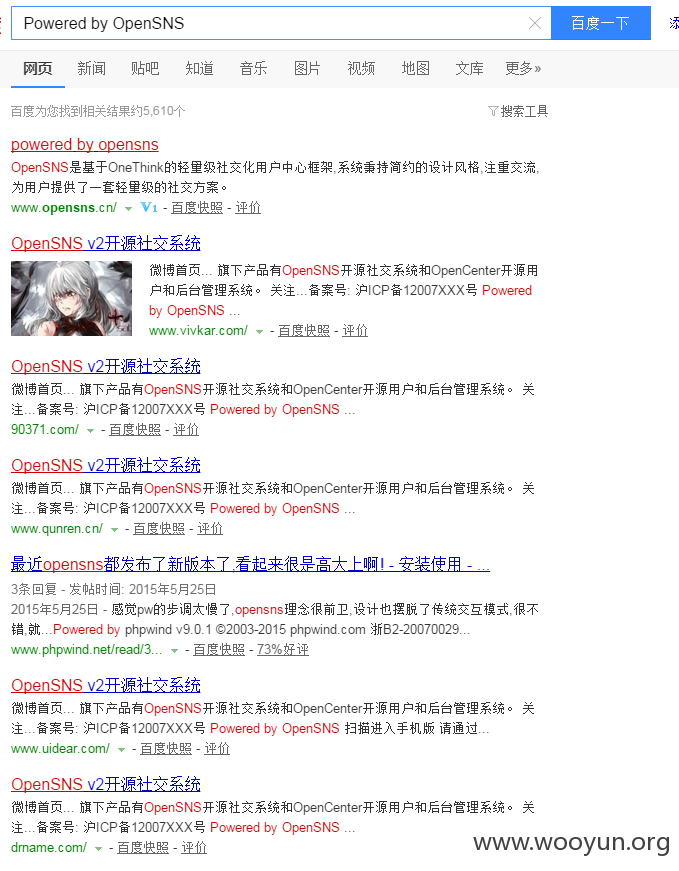 Powered by OpenSNS 百度一下
网页 新闻 贴吧 知道 音乐 图片 视频 地图 文库 更多»
百度为您找到相关结果约5,610个 搜索工具
powered by opensns
OpenSNS是基于OneThink的轻量级社交化用户中心框架,系统秉持简约的设计风格,注重交流,
为用户提供了一套轻量级的社交方案。
www.opensns.cn/ V1 - 百度快照 - 评价
OpenSNS v2开源社交系统
微博首页... 旗下产品有OpenSNS开源社交系统和OpenCenter开源用
户和后台管理系统。 关注...备案号: 沪ICP备12007XXX号 Powered
by OpenSNS ...
www.vivkar.com/ - 百度快照 - 评价
OpenSNS v2开源社交系统
微博首页... 旗下产品有OpenSNS开源社交系统和OpenCenter开源用户和后台管理系统。 关
注...备案号: 沪ICP备12007XXX号 Powered by OpenSNS ...
90371.com/ - 百度快照 - 评价
OpenSNS v2开源社交系统
微博首页... 旗下产品有OpenSNS开源社交系统和OpenCenter开源用户和后台管理系统。 关
注...备案号: 沪ICP备12007XXX号 Powered by OpenSNS ...
www.qunren.cn/ - 百度快照 - 评价
最近opensns都发布了新版本了,看起来很是高大上啊! - 安装使用 - ...
3条回复 - 发帖时间: 2015年5月25日
2015年5月25日 - 感觉pw的步调太慢了,opensns理念很前卫,设计也摆脱了传统交互模式,很不
错,就...Powered by phpwind v9.0.1 ©2003-2015 phpwind.com 浙B2-20070029...
www.phpwind.net/read/3... - 百度快照 - 73%好评
OpenSNS v2开源社交系统
微博首页... 旗下产品有OpenSNS开源社交系统和OpenCenter开源用户和后台管理系统。 关
注...备案号: 沪ICP备12007XXX号 Powered by OpenSNS 扫描进入手机版 请通过...
www.uidear.com/ - 百度快照 - 评价
OpenSNS v2开源社交系统
微博首页... 旗下产品有OpenSNS开源社交系统和OpenCenter开源用户和后台管理系统。 关
注...备案号: 沪ICP备12007XXX号 Powered by OpenSNS ...
drname.com/ - 百度快照 - 评价
www.wooyun.org